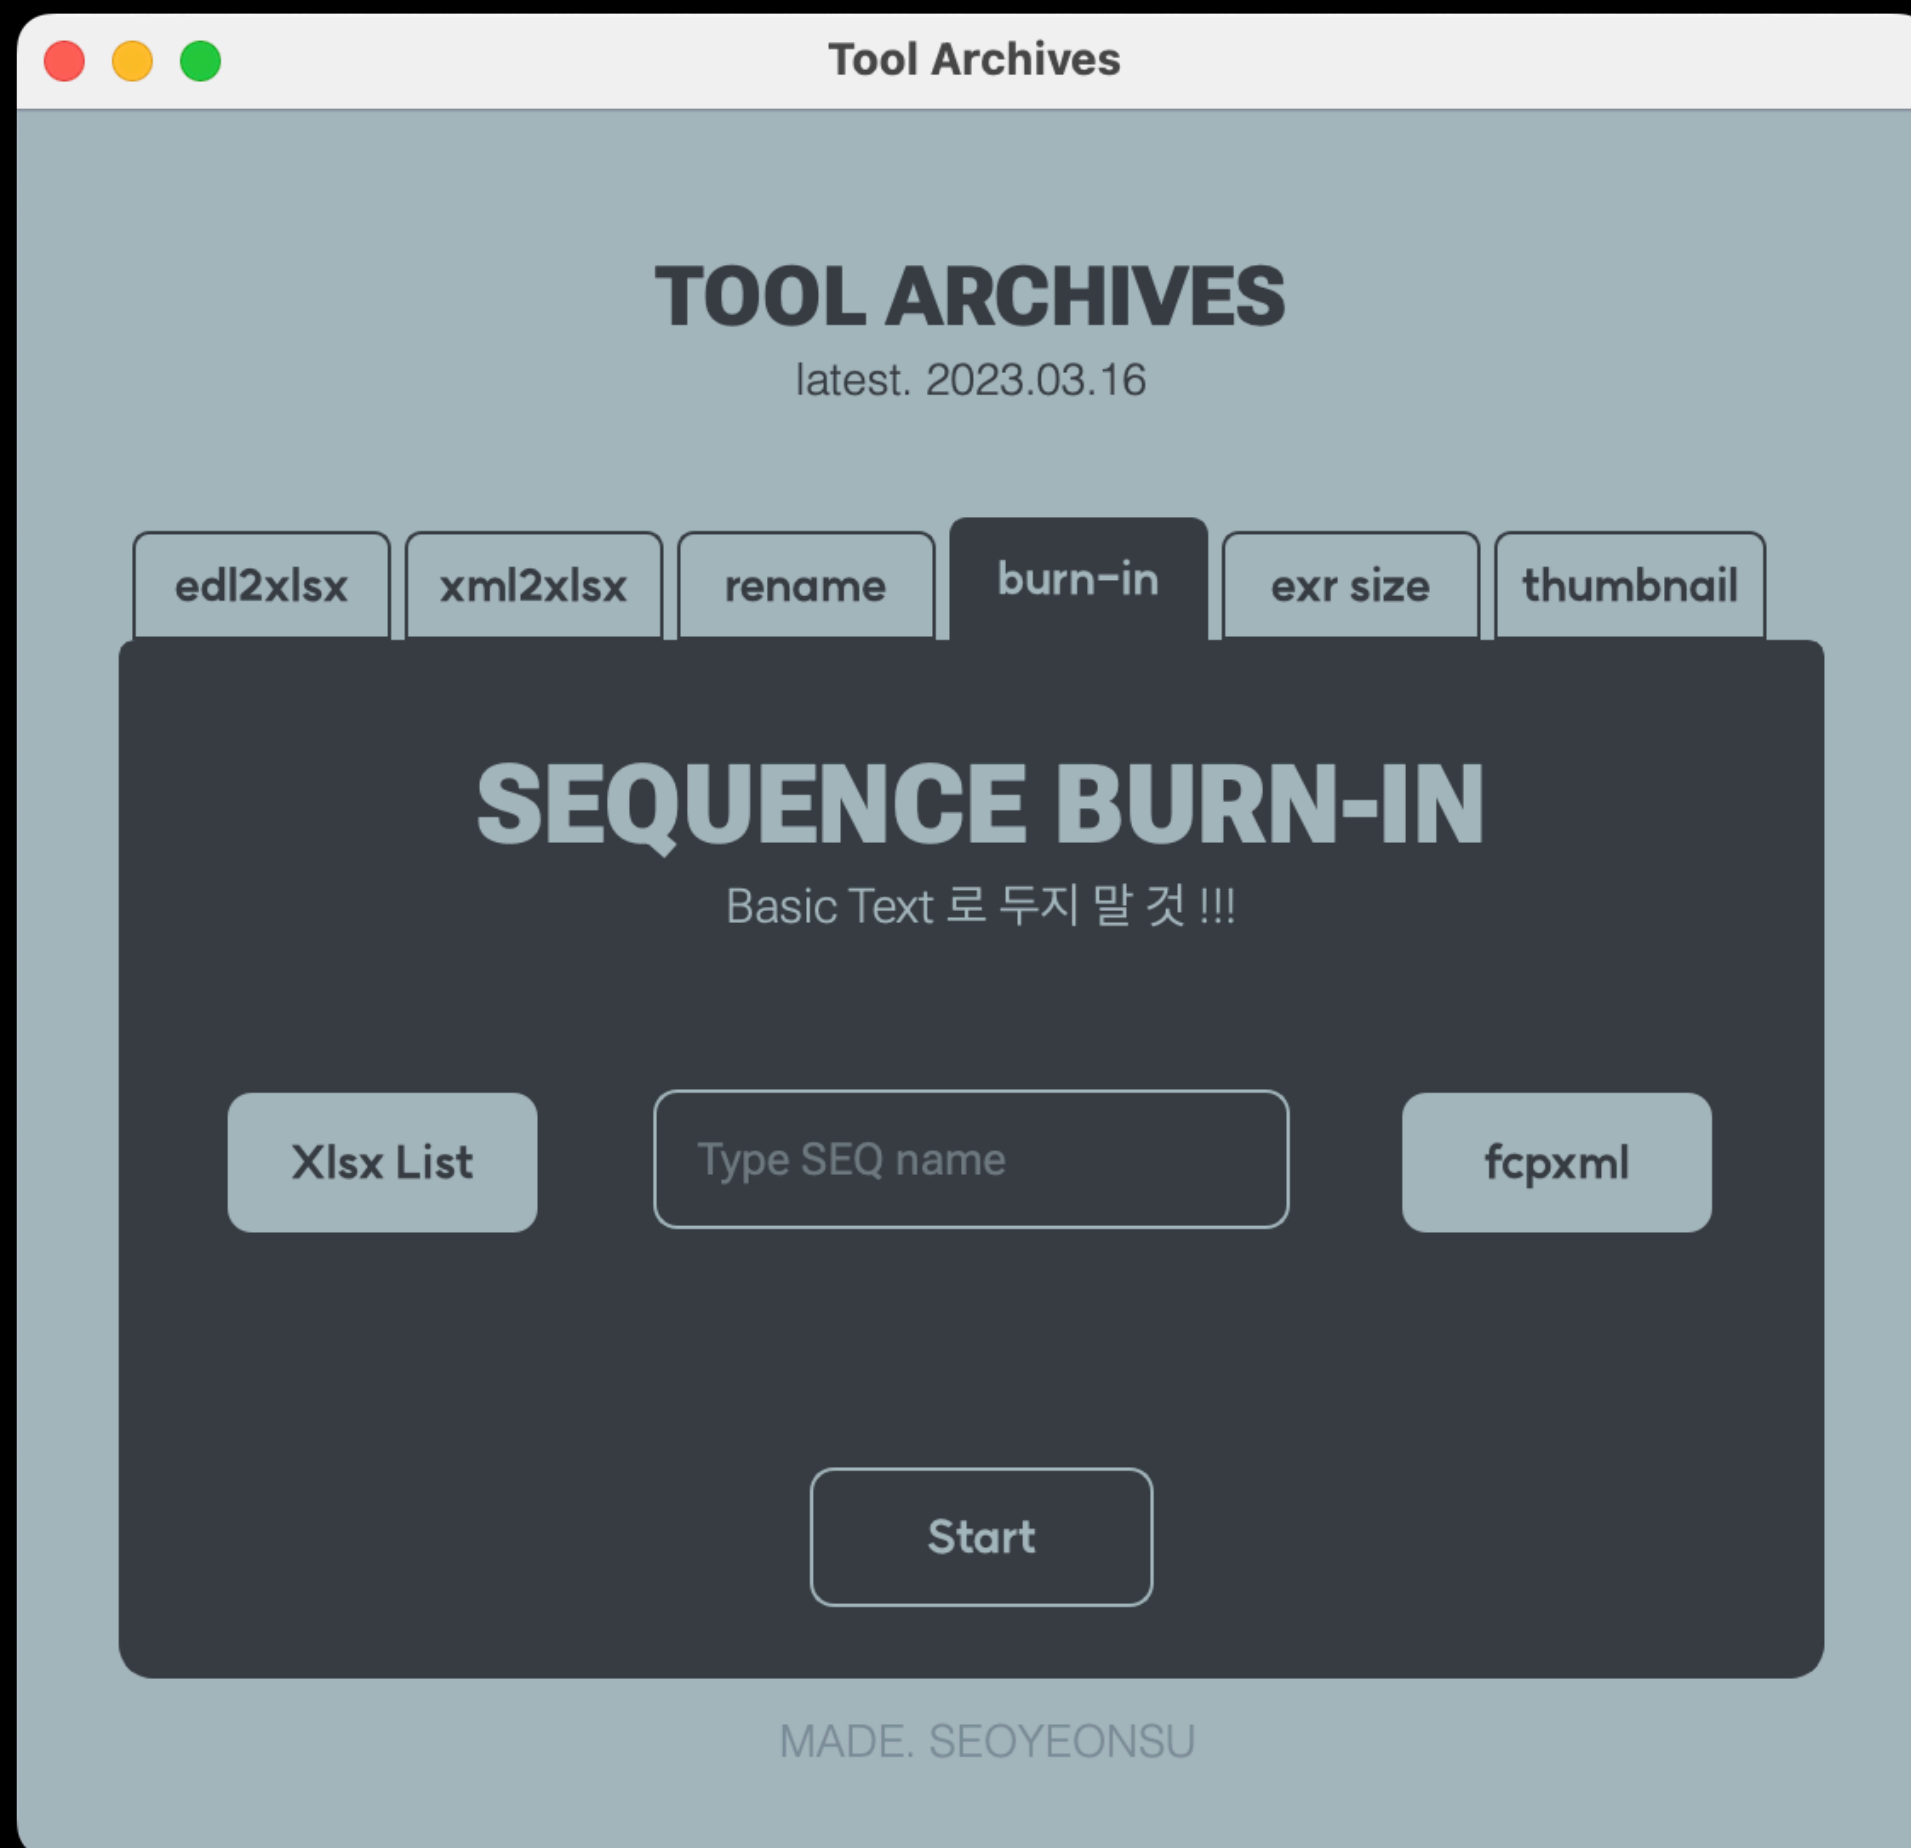 Tool Archives
TOOL ARCHIVES
latest. 2023.03.16
edl2xlsx xml2xlsx rename burn-in exr size thumbnail
SEQUENCE BURN-IN
Basic Text 로 두지 말 것 !!!
Xlsx List Type SEQ name fcpxml
Start
MADE. SEOYEONSU